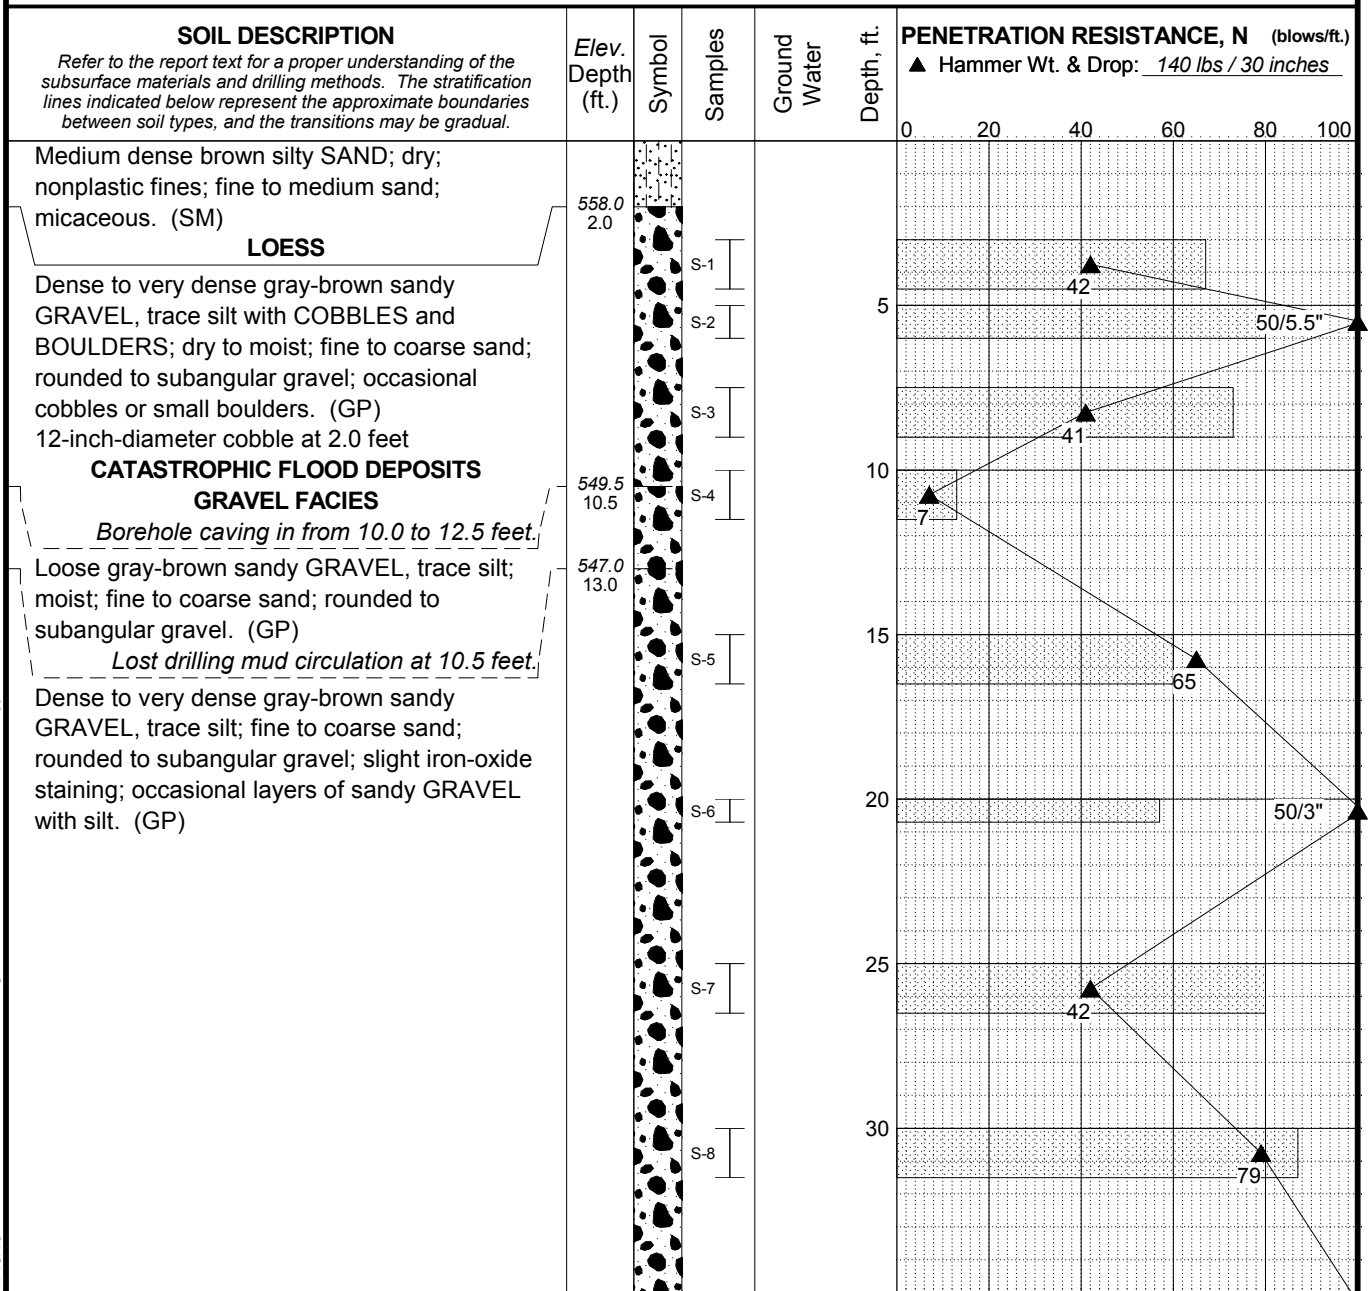 SOIL DESCRIPTION
Refer to the report text for a proper understanding of the
subsurface materials and drilling methods. The stratification
lines indicated below represent the approximate boundaries
between soil types, and the transitions may be gradual.
Elev.
Depth
(ft.)
Symbol
Samples
Ground
Water
Depth, ft.
PENETRATION RESISTANCE, N (blows/ft.)
▲ Hammer Wt. & Drop: 140 lbs / 30 inches
0 20 40 60 80 100
Medium dense brown silty SAND; dry;
nonplastic fines; fine to medium sand;
micaceous. (SM)
LOESS
558.0
2.0
Dense to very dense gray-brown sandy
GRAVEL, trace silt with COBBLES and
BOULDERS; dry to moist; fine to coarse sand;
rounded to subangular gravel; occasional
cobbles or small boulders. (GP)
12-inch-diameter cobble at 2.0 feet
CATASTROPHIC FLOOD DEPOSITS
GRAVEL FACIES
Borehole caving in from 10.0 to 12.5 feet.
549.5
10.5
Loose gray-brown sandy GRAVEL, trace silt;
moist; fine to coarse sand; rounded to
subangular gravel. (GP)
Lost drilling mud circulation at 10.5 feet.
547.0
13.0
Dense to very dense gray-brown sandy
GRAVEL, trace silt; fine to coarse sand;
rounded to subangular gravel; slight iron-oxide
staining; occasional layers of sandy GRAVEL
with silt. (GP)
S-1
S-2
S-3
S-4
S-5
S-6
S-7
S-8
5
10
15
20
25
30
42
50/5.5"
41
7
65
50/3"
42
79